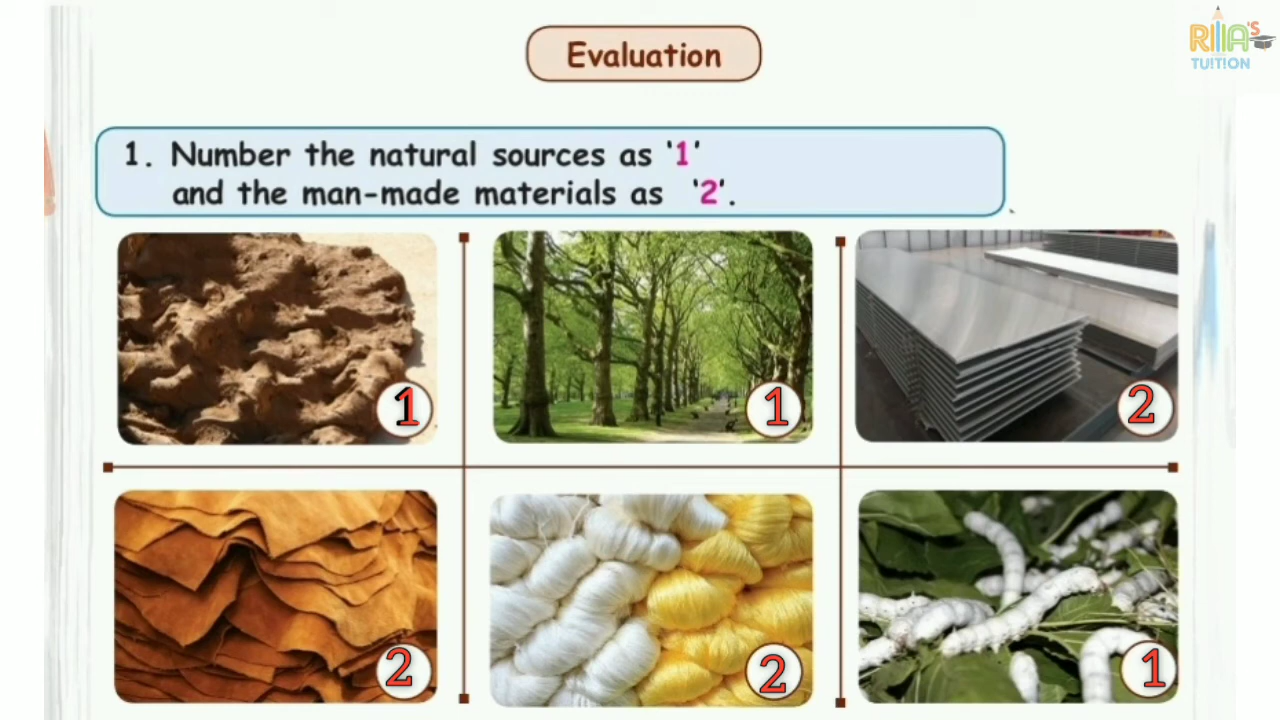 RIIA'S
TUITION
Evaluation
1. Number the natural sources as '1'
and the man-made materials as '2'.
1
1
2
2
2
1